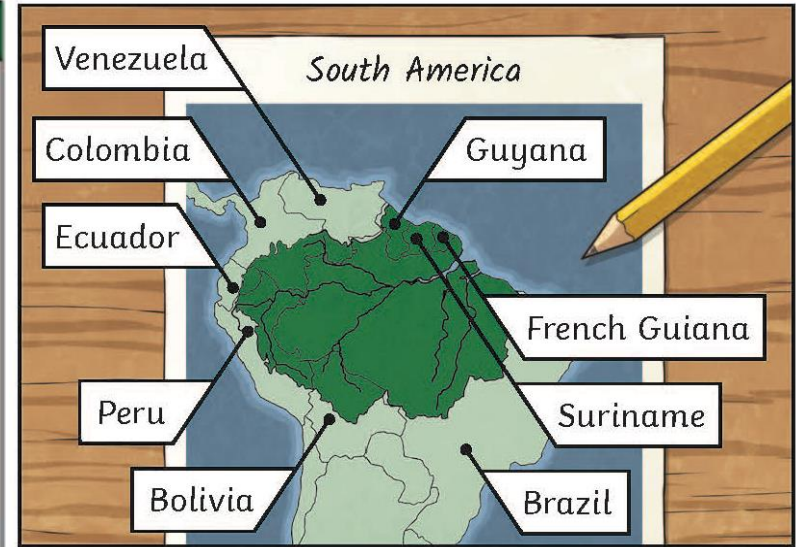 South America
Venezuela
Colombia
Ecuador
Peru
Bolivia
Guyana
French Guiana
Suriname
Brazil